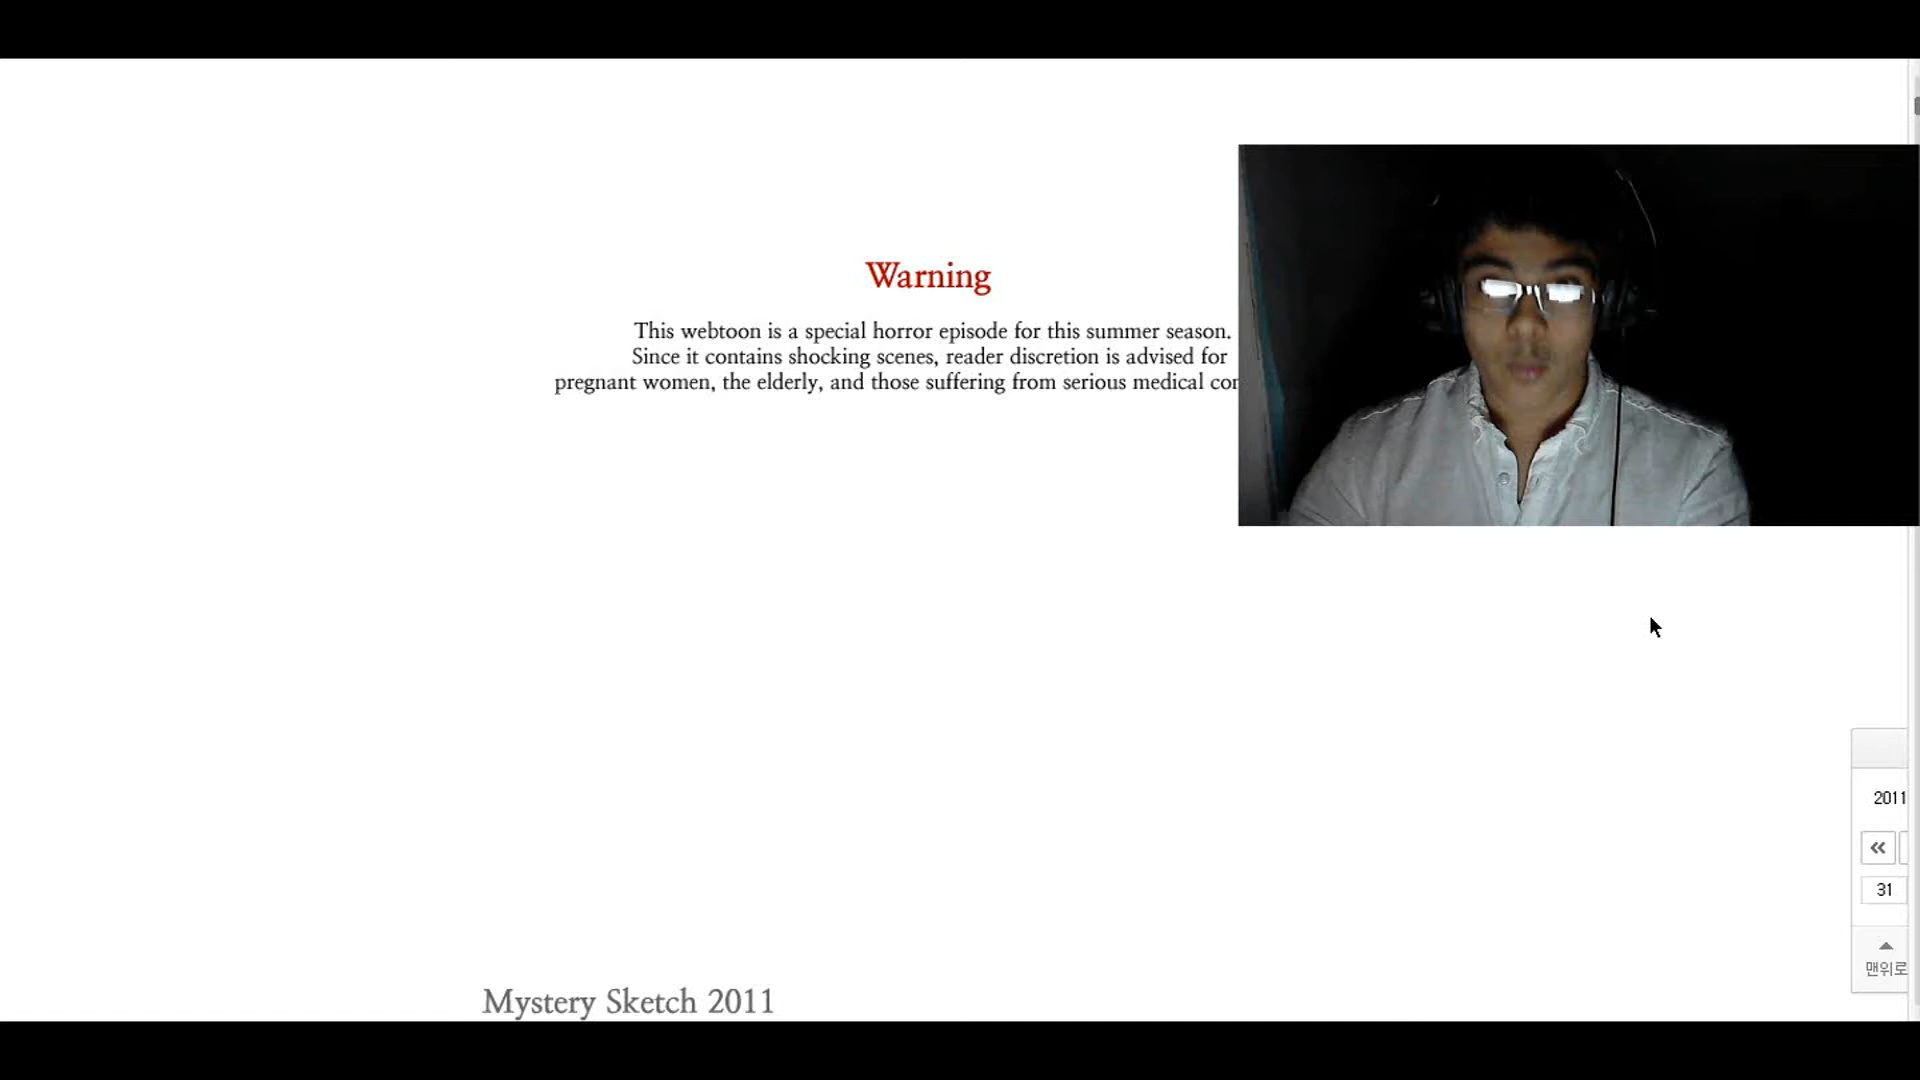 Warning
This webtoon is a special horror episode for this summer season.
Since it contains shocking scenes, reader discretion is advised for
pregnant women, the elderly, and those suffering from serious medical
2011
«
31
맨위로
Mystery Sketch 2011